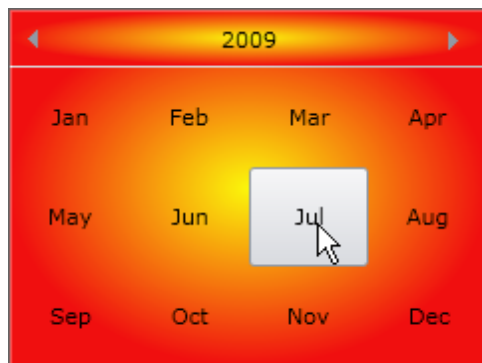 2009
Jan Feb Mar Apr
May Jun Jul Aug
Sep Oct Nov Dec